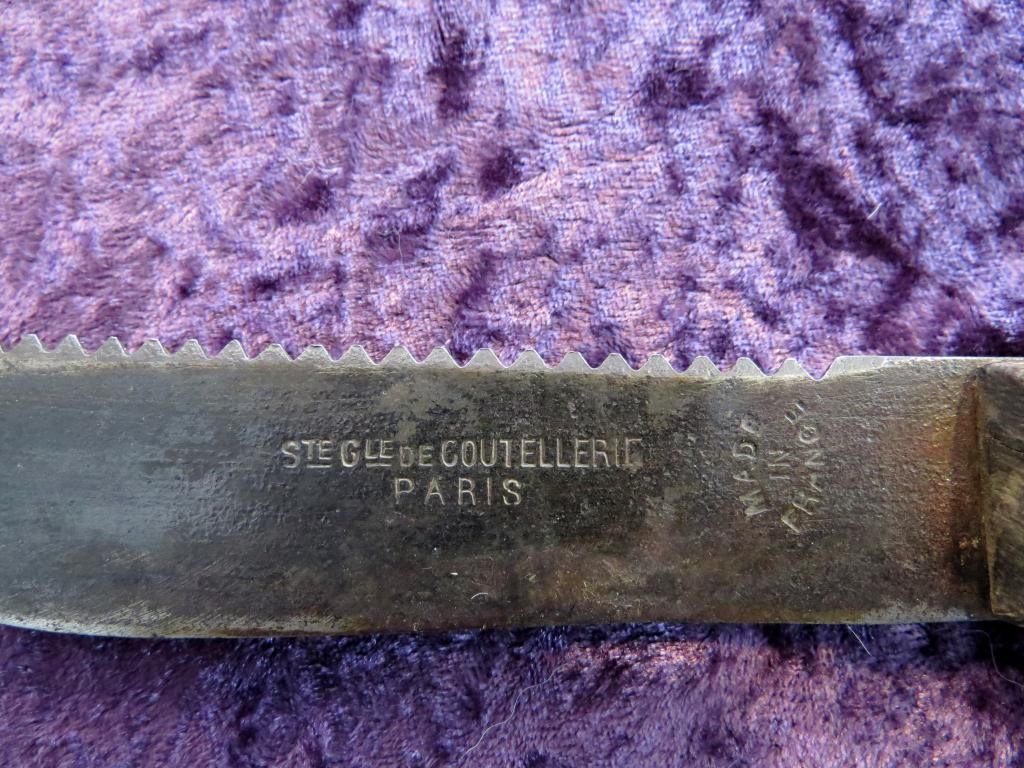 STE GLE DE COUTELLERIE
PARIS
MADE
IN
FRANCE